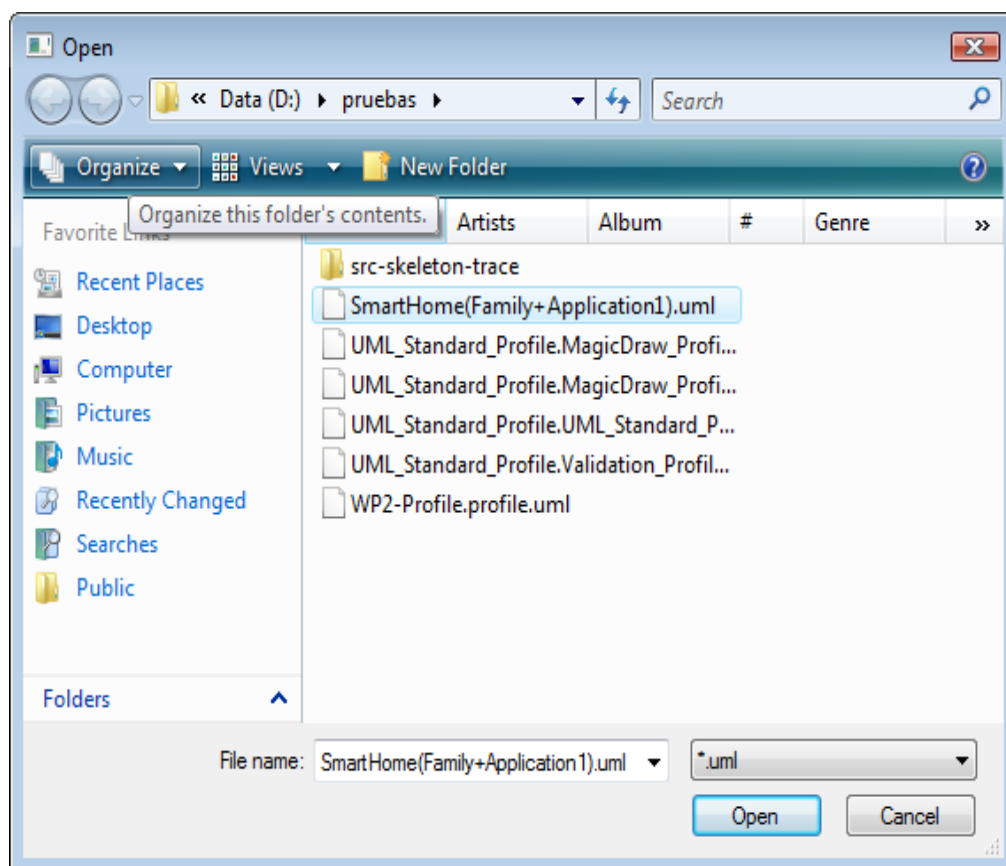 Open
« Data (D:) pruebas
Search
Organize Views New Folder
Organize this folder's contents.
Favorite Links
Artists Album # Genre »
Recent Places
Desktop
Computer
Pictures
Music
Recently Changed
Searches
Public
Folders
src-skeleton-trace
SmartHome(Family+Application1).uml
UML_Standard_Profile.MagicDraw_Profi...
UML_Standard_Profile.MagicDraw_Profi...
UML_Standard_Profile.UML_Standard_P...
UML_Standard_Profile.Validation_Profil...
WP2-Profile.profile.uml
File name: SmartHome(Family+Application1).uml *.uml
Open Cancel